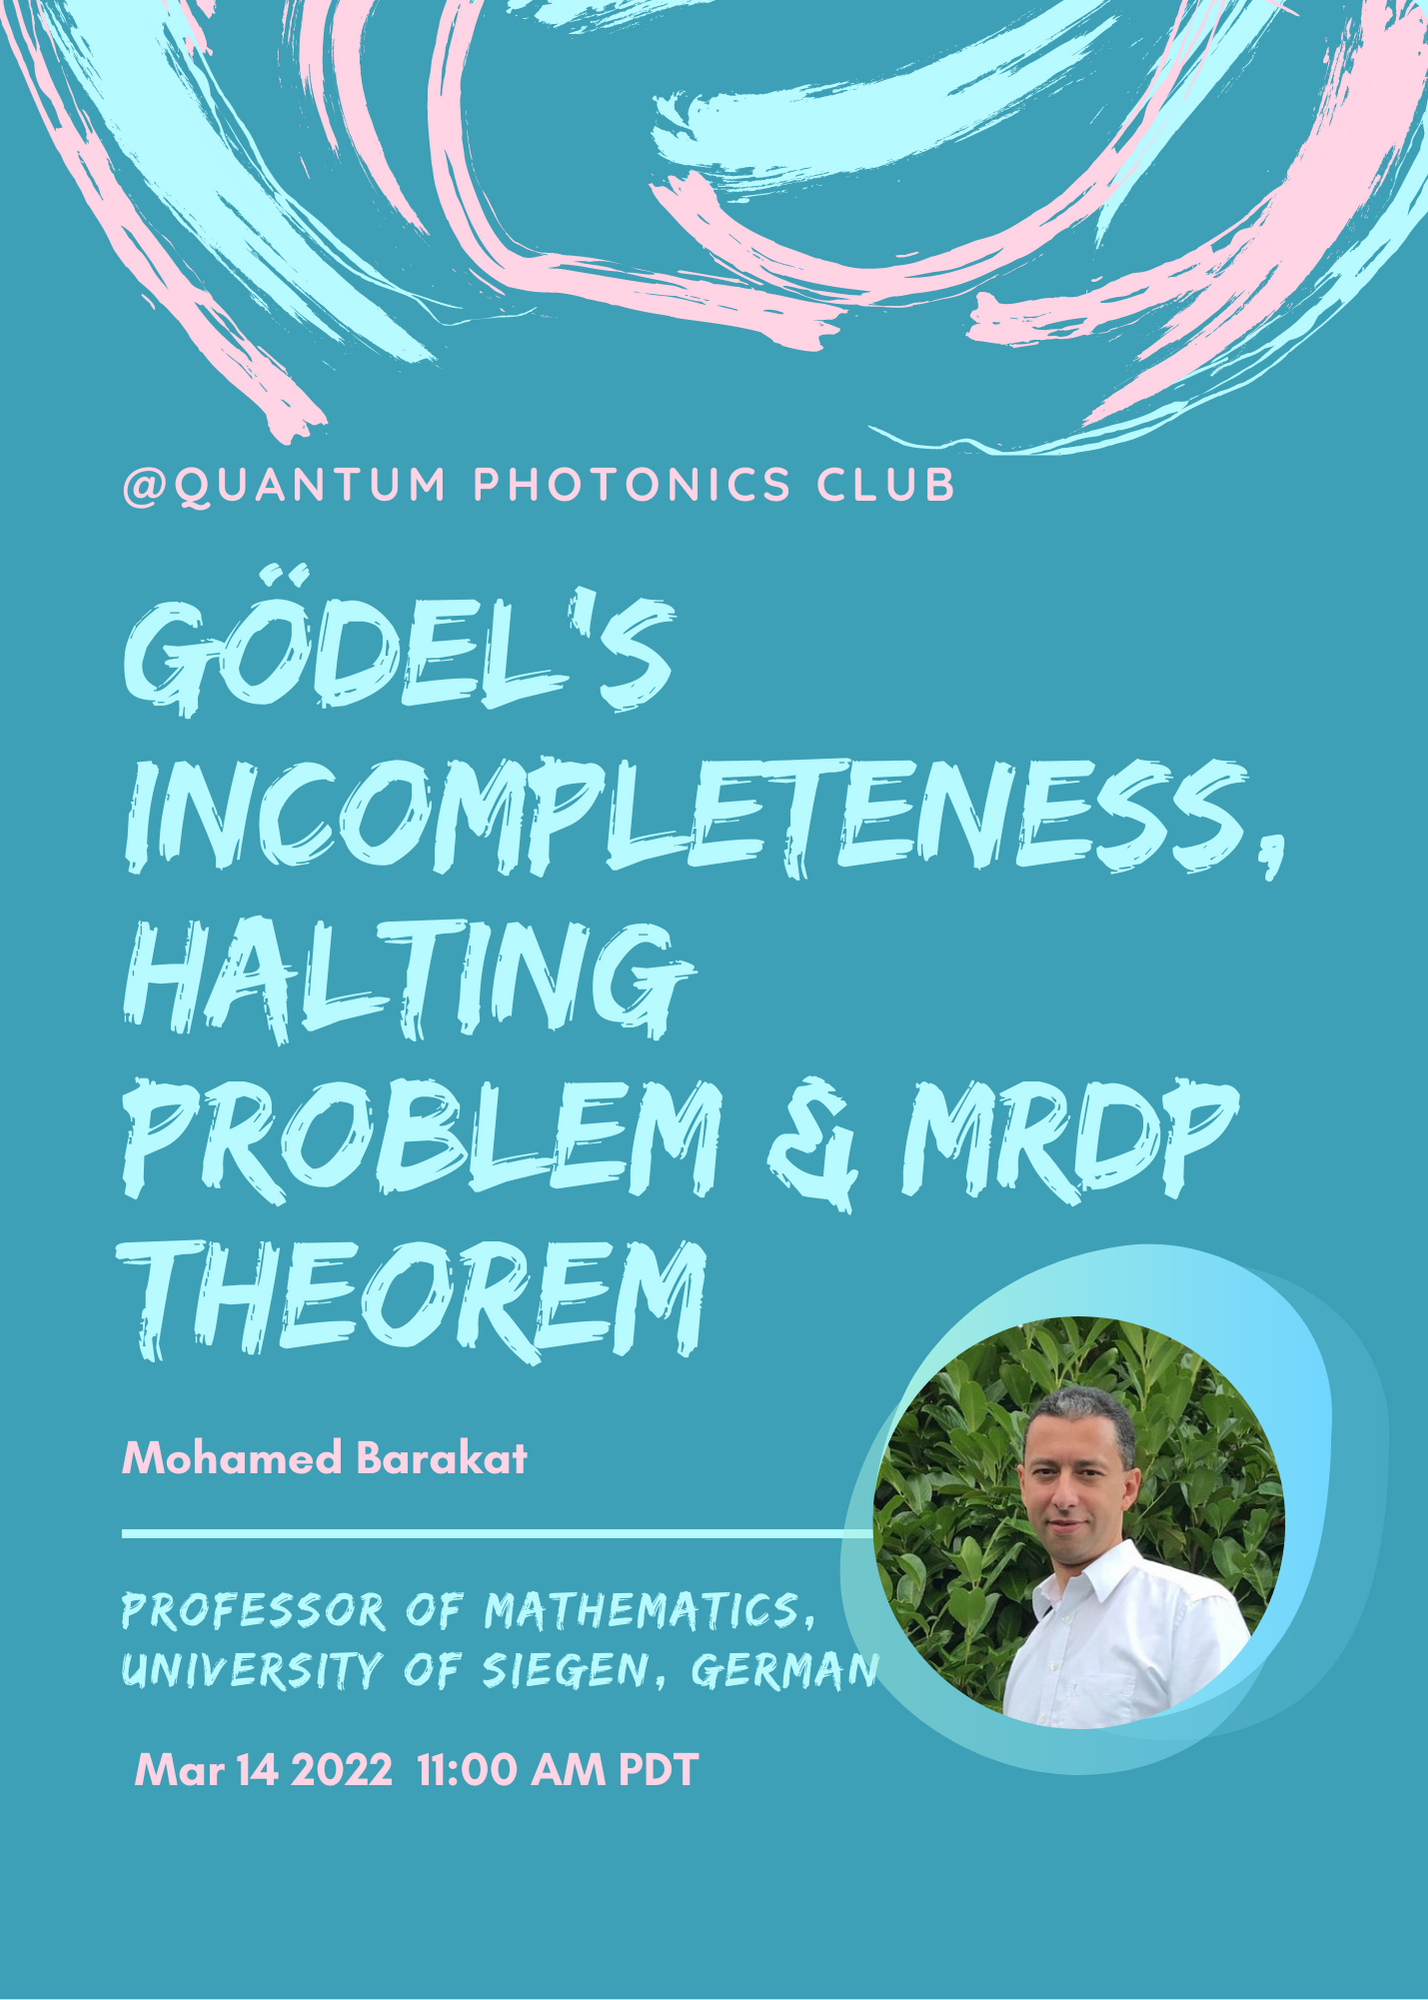 @QUANTUM PHOTONICS CLUB
GÖDEL'S
INCOMPLETENESS,
HALTING
PROBLEM & MRDP
THEOREM
Mohamed Barakat
PROFESSOR OF MATHEMATICS,
UNIVERSITY OF SIEGEN, GERMAN
Mar 14 2022 11:00 AM PDT